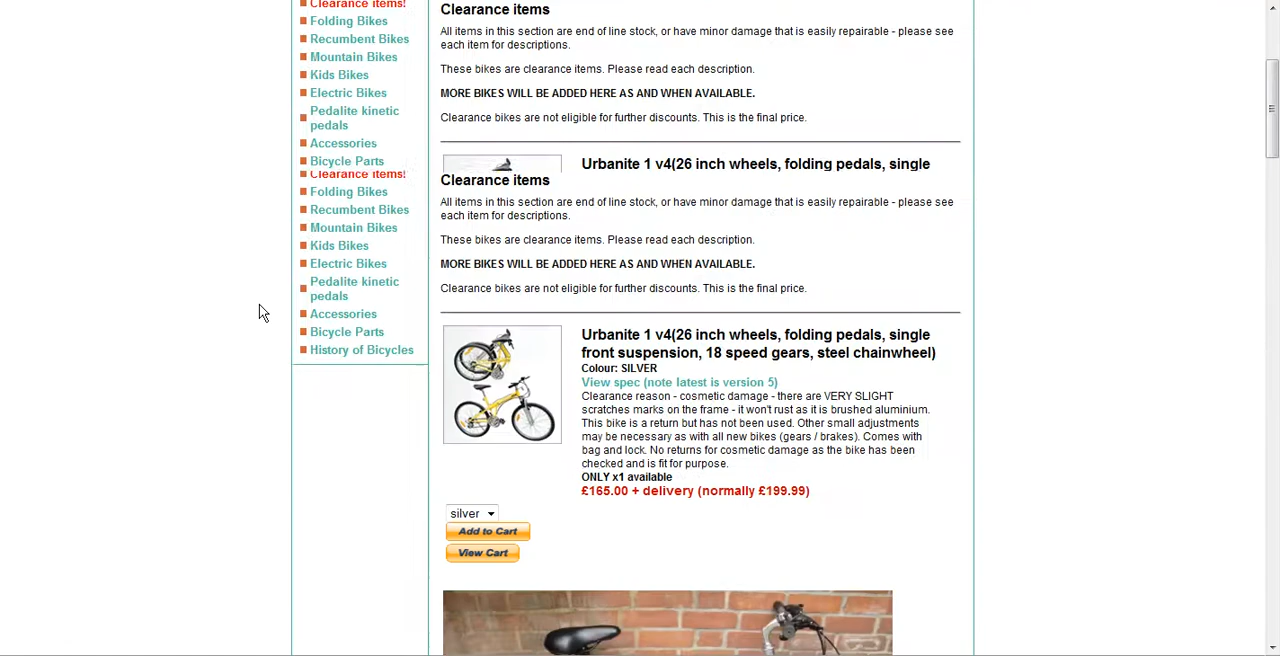 Clearance items!
Folding Bikes
Recumbent Bikes
Mountain Bikes
Kids Bikes
Electric Bikes
Pedalite kinetic
pedals
Accessories
Bicycle Parts
Clearance items!
Folding Bikes
Recumbent Bikes
Mountain Bikes
Kids Bikes
Electric Bikes
Pedalite kinetic
pedals
Accessories
Bicycle Parts
History of Bicycles
Clearance items
All items in this section are end of line stock, or have minor damage that is easily repairable - please see
each item for descriptions.
These bikes are clearance items. Please read each description.
MORE BIKES WILL BE ADDED HERE AS AND WHEN AVAILABLE.
Clearance bikes are not eligible for further discounts. This is the final price.
Urbanite 1 v4(26 inch wheels, folding pedals, single
Clearance items
All items in this section are end of line stock, or have minor damage that is easily repairable - please see
each item for descriptions.
These bikes are clearance items. Please read each description.
MORE BIKES WILL BE ADDED HERE AS AND WHEN AVAILABLE.
Clearance bikes are not eligible for further discounts. This is the final price.
Urbanite 1 v4(26 inch wheels, folding pedals, single
front suspension, 18 speed gears, steel chainwheel)
Colour: SILVER
View spec (note latest is version 5)
Clearance reason - cosmetic damage - there are VERY SLIGHT
scratches marks on the frame - it won't rust as it is brushed aluminium.
This bike is a return but has not been used. Other small adjustments
may be necessary as with all new bikes (gears / brakes). Comes with
bag and lock. No returns for cosmetic damage as the bike has been
checked and is fit for purpose.
ONLY x1 available
£165.00 + delivery (normally £199.99)
silver
Add to Cart
View Cart